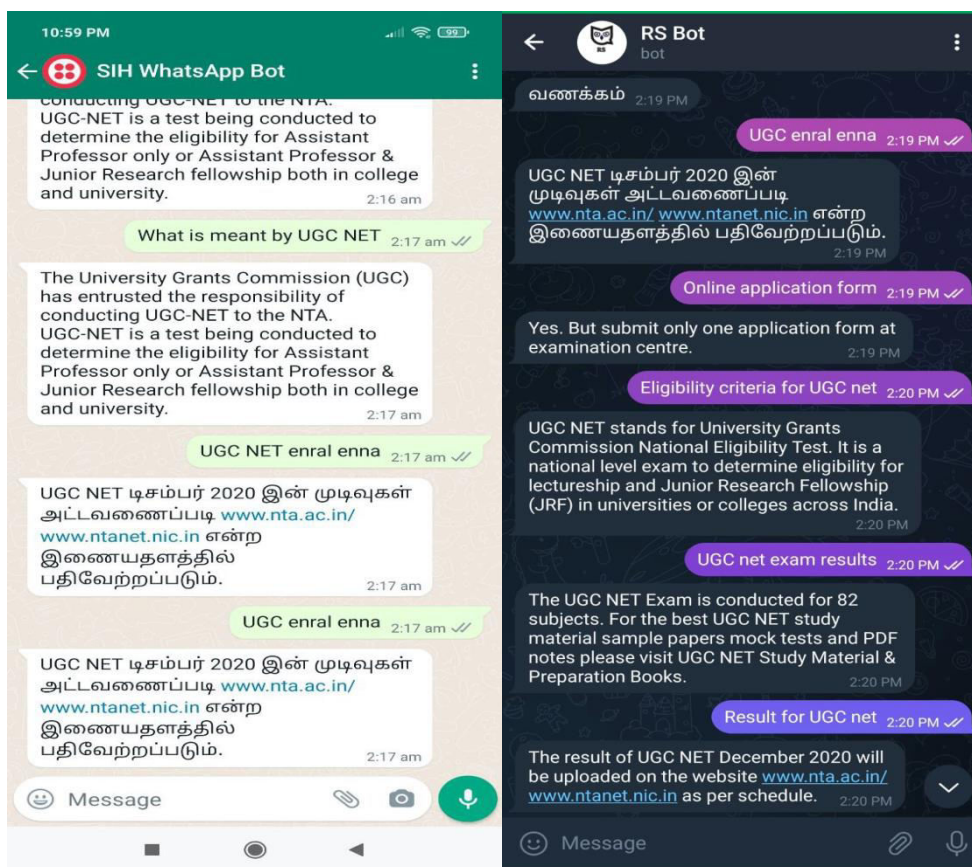 10:59 PM
99
SIH WhatsApp Bot
conducting UGC-NET to the NTA.
UGC-NET is a test being conducted to
determine the eligibility for Assistant
Professor only or Assistant Professor &
Junior Research fellowship both in college
and university.
2:16 am
What is meant by UGC NET 2:17 am
The University Grants Commission (UGC)
has entrusted the responsibility of
conducting UGC-NET to the NTA.
UGC-NET is a test being conducted to
determine the eligibility for Assistant
Professor only or Assistant Professor &
Junior Research fellowship both in college
and university.
2:17 am
UGC NET enral enna 2:17 am
UGC NET டிசம்பர் 2020 இன் முடிவுகள்
அட்டவணைப்படி www.nta.ac.in/
www.ntanet.nic.in என்ற
இணையதளத்தில்
பதிவேற்றப்படும்.
2:17 am
UGC enral enna 2:17 am
UGC NET டிசம்பர் 2020 இன் முடிவுகள்
அட்டவணைப்படி www.nta.ac.in/
www.ntanet.nic.in என்ற
இணையதளத்தில்
பதிவேற்றப்படும்.
2:17 am
Message
RS
RS Bot
bot
வணக்கம் 2:19 PM
UGC enral enna 2:19 PM
UGC NET டிசம்பர் 2020 இன்
முடிவுகள் அட்டவணைப்படி
www.nta.ac.in/ www.ntanet.nic.in என்ற
இணையதளத்தில் பதிவேற்றப்படும்.
2:19 PM
Online application form 2:19 PM
Yes. But submit only one application form at
examination centre.
2:19 PM
Eligibility criteria for UGC net 2:20 PM
UGC NET stands for University Grants
Commission National Eligibility Test. It is a
national level exam to determine eligibility for
lectureship and Junior Research Fellowship
(JRF) in universities or colleges across India.
2:20 PM
UGC net exam results 2:20 PM
The UGC NET Exam is conducted for 82
subjects. For the best UGC NET study
material sample papers mock tests and PDF
notes please visit UGC NET Study Material &
Preparation Books.
2:20 PM
Result for UGC net 2:20 PM
The result of UGC NET December 2020 will
be uploaded on the website www.nta.ac.in/
www.ntanet.nic.in as per schedule. 2:20 PM
Message